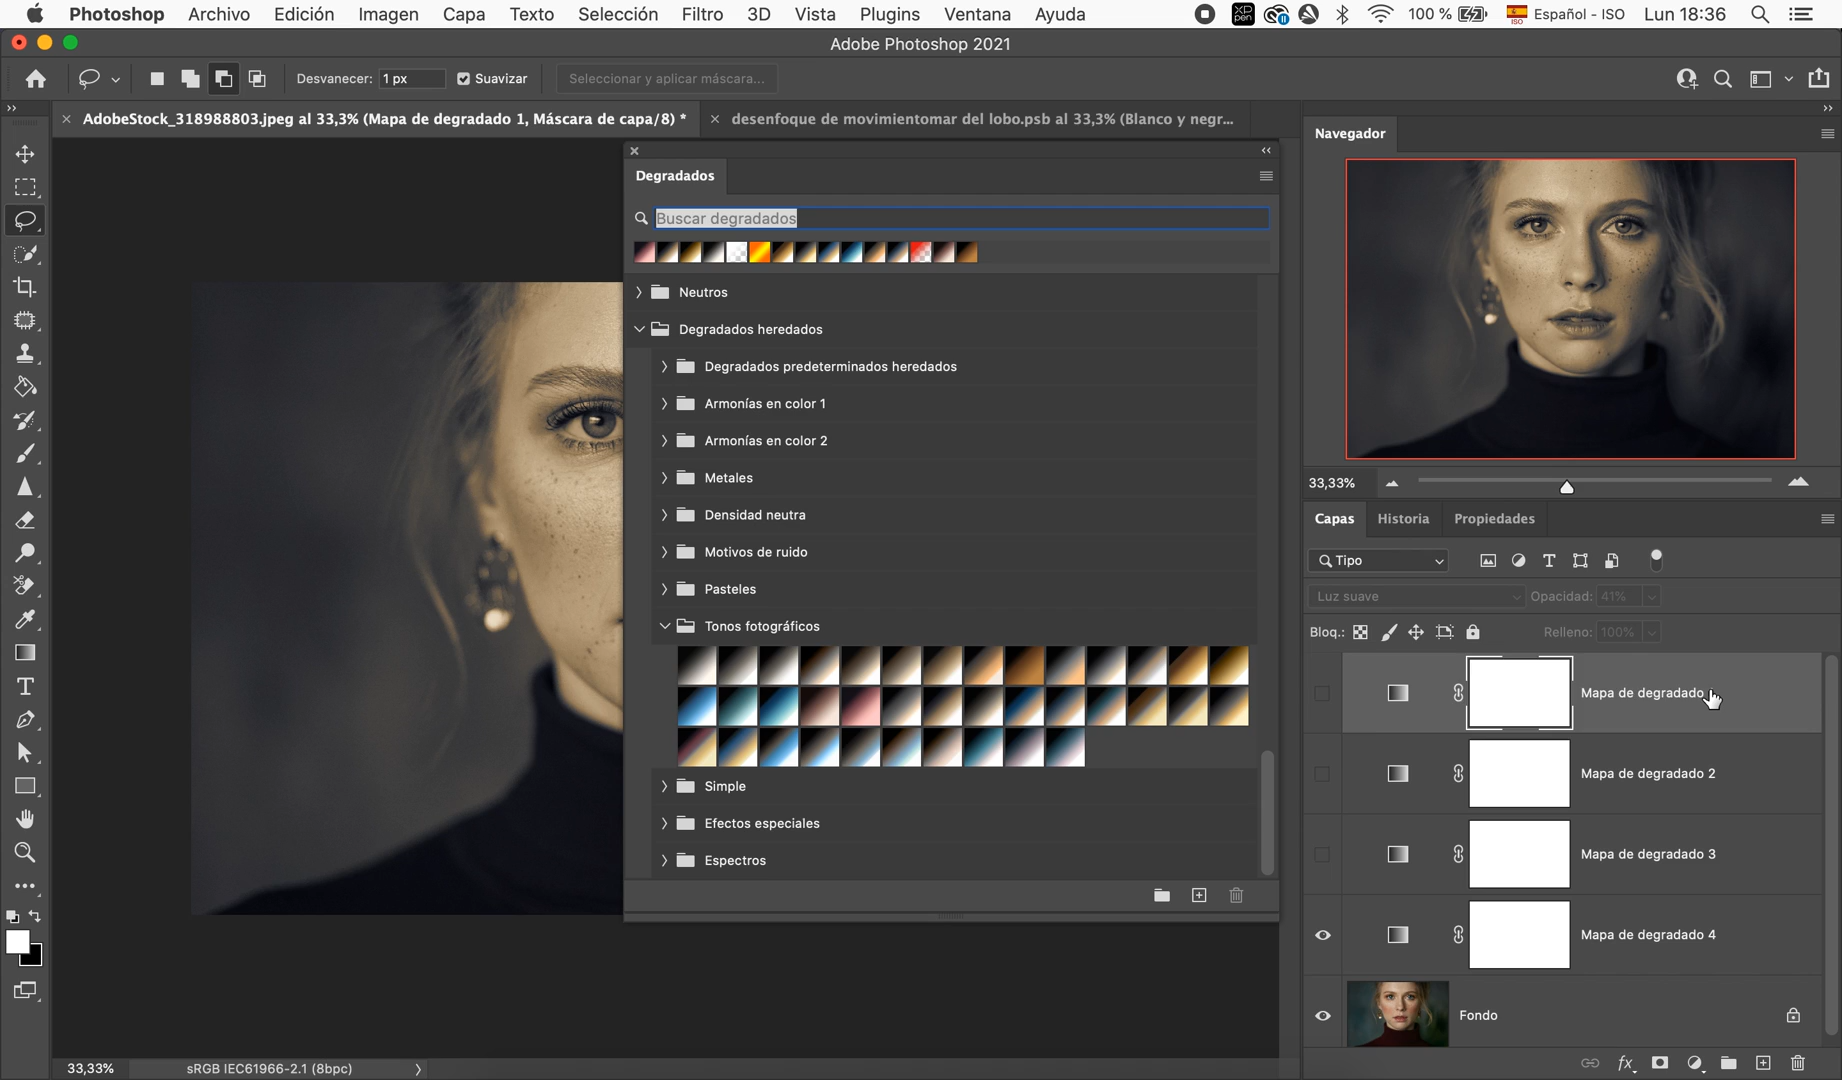 Photoshop Archivo Edición Imagen Capa Texto Selección Filtro 3D Vista Plugins Ventana Ayuda XP pen 100 % ISO Español - ISO Lun 18:36
Adobe Photoshop 2021
Desvanecer: 1 px Suavizar Seleccionar y aplicar máscara...
AdobeStock_318988803.jpeg al 33,3% (Mapa de degradado 1, Máscara de capa/8) * desenfoque de movimientomar del lobo.psb al 33,3% (Blanco y negr...
Navegador
Degradados
Buscar degradados
Neutros
Degradados heredados
Degradados predeterminados heredados
Armonías en color 1
Armonías en color 2
Metales
Densidad neutra
Motivos de ruido
Pasteles
Tonos fotográficos
Simple
Efectos especiales
Espectros
33,33%
Capas Historia Propiedades
Tipo
Luz suave Opacidad: 41%
Bloq.: Relleno: 100%
Mapa de degradado
Mapa de degradado 2
Mapa de degradado 3
Mapa de degradado 4
Fondo
fx
33,33% sRGB IEC61966-2.1 (8bpc)